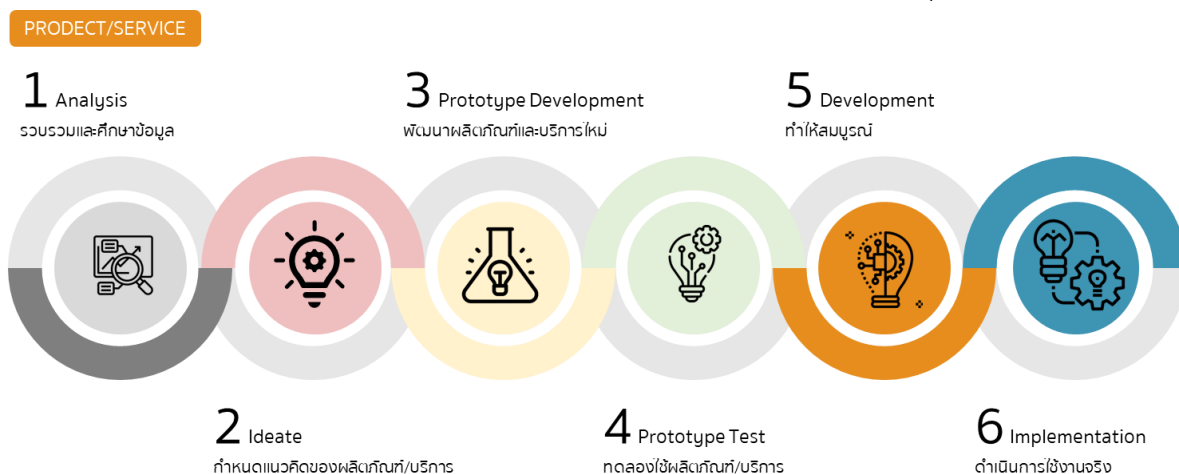 PRODECT/SERVICE
1 Analysis
รวบรวมและศึกษาข้อมูล
2 Ideate
กำหนดแนวคิดของผลิตภัณฑ์/บริการ
3 Prototype Development
พัฒนาผลิตภัณฑ์และบริการใหม่
4 Prototype Test
ทดลองใช้ผลิตภัณฑ์/บริการ
5 Development
ทำให้สมบูรณ์
6 Implementation
ดำเนินการใช้งานจริง